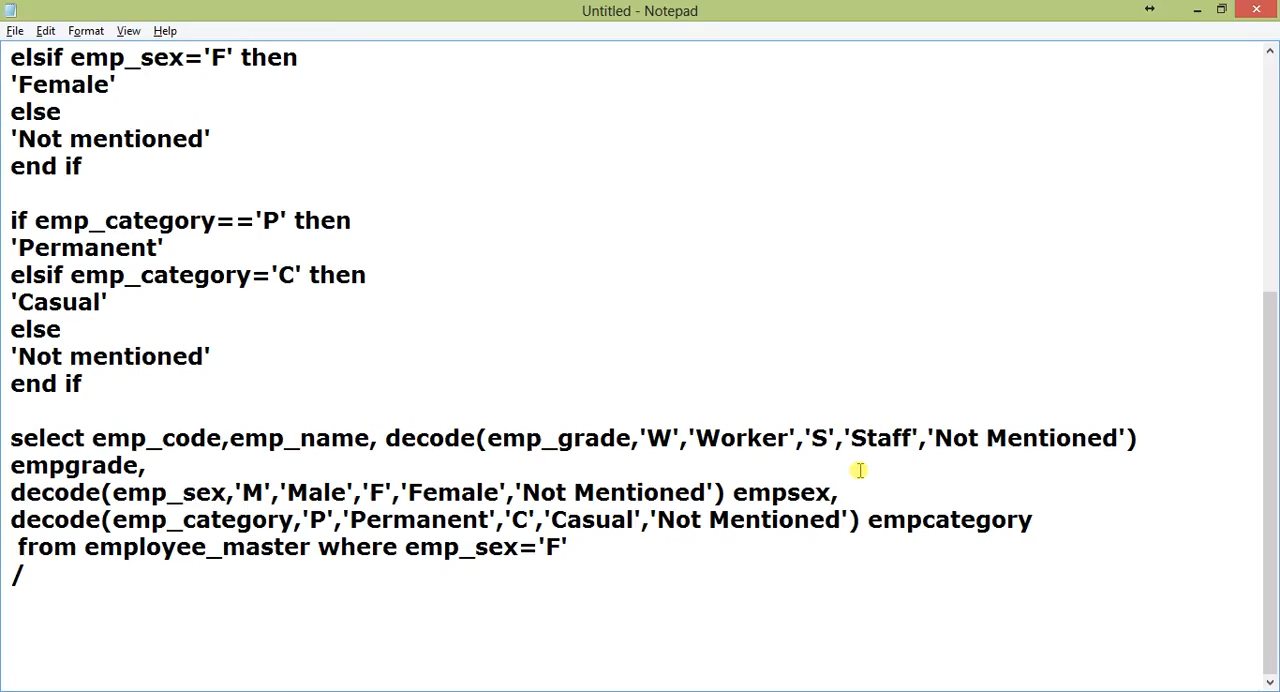 Untitled - Notepad
File Edit Format View Help
elsif emp_sex='F' then
'Female'
else
'Not mentioned'
end if
if emp_category=='P' then
'Permanent'
elsif emp_category='C' then
'Casual'
else
'Not mentioned'
end if
select emp_code,emp_name, decode(emp_grade,'W','Worker','S','Staff','Not Mentioned')
empgrade,
decode(emp_sex,'M','Male','F','Female','Not Mentioned') empsex,
decode(emp_category,'P','Permanent','C','Casual','Not Mentioned') empcategory
from employee_master where emp_sex='F'
/